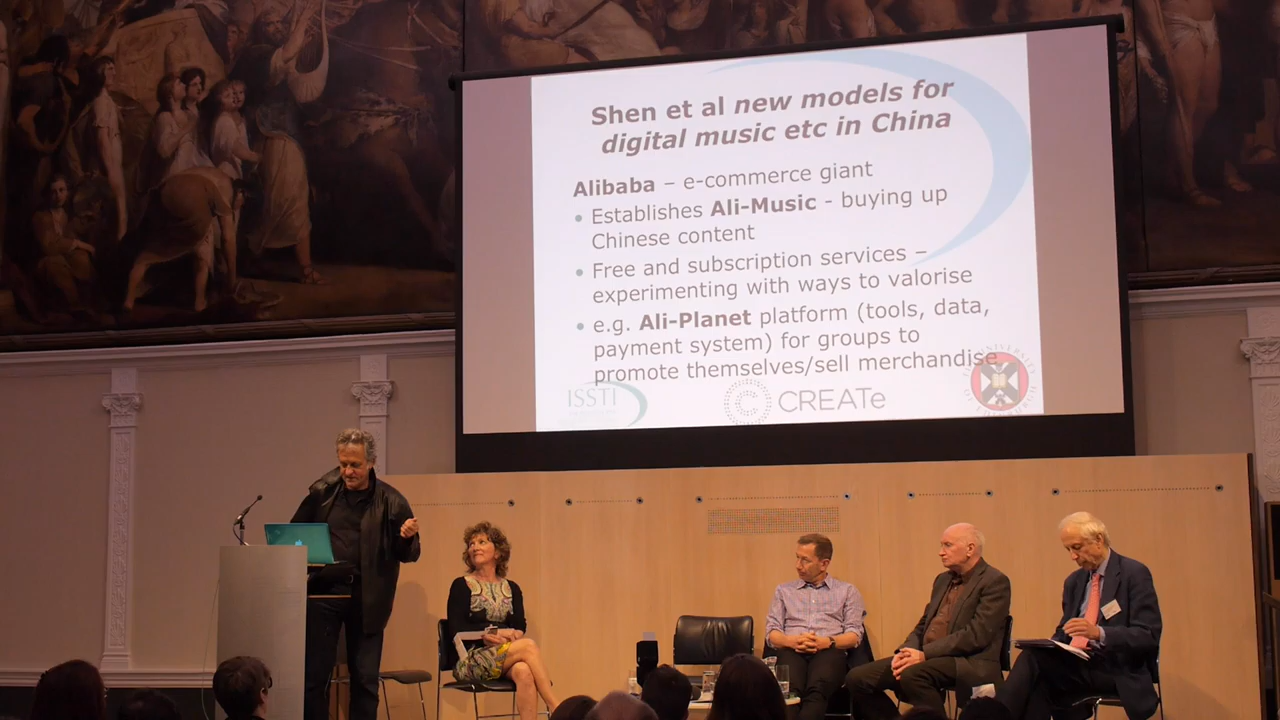 Shen et al new models for
digital music etc in China
Alibaba – e-commerce giant
• Establishes Ali-Music - buying up
Chinese content
• Free and subscription services –
experimenting with ways to valorise
• e.g. Ali-Planet platform (tools, data,
payment system) for groups to
promote themselves/sell merchandise
ISSTI
CREATe